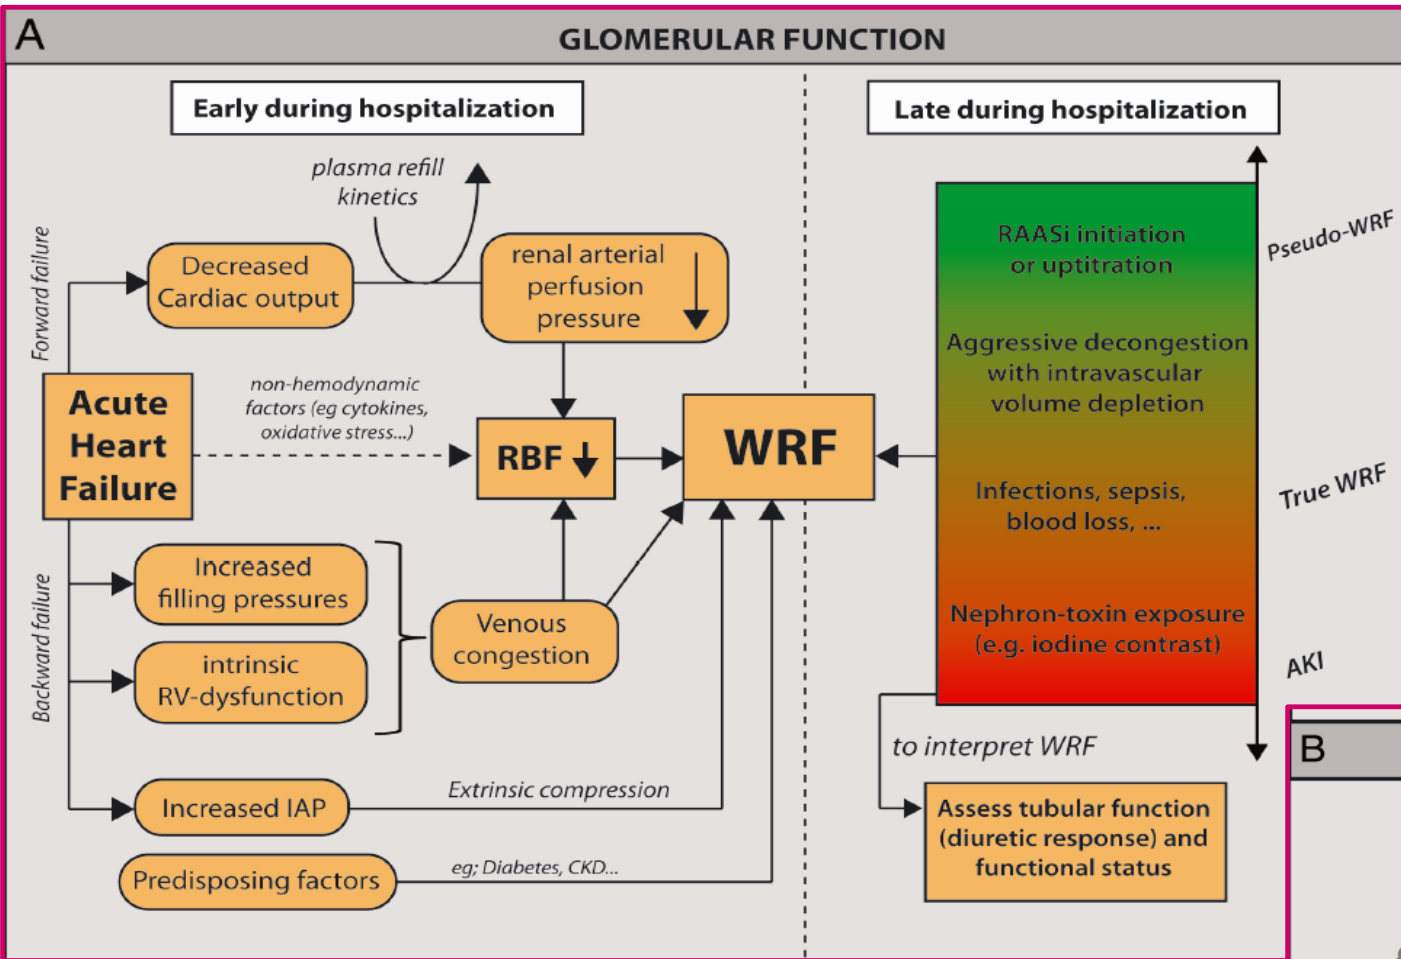 A
GLOMERULAR FUNCTION
Early during hospitalization
plasma refill
kinetics
Forward failure
Decreased
Cardiac output
renal arterial
perfusion
pressure
Acute
Heart
Failure
non-hemodynamic
factors (eg cytokines,
oxidative stress...)
RBF
WRF
Backward failure
Increased
filling pressures
intrinsic
RV-dysfunction
Venous
congestion
Increased IAP
Extrinsic compression
Predisposing factors
eg; Diabetes, CKD...
Late during hospitalization
RAASi initiation
or uptitration
Aggressive decongestion
with intravascular
volume depletion
Infections, sepsis,
blood loss, ...
Nephron-toxin exposure
(e.g. iodine contrast)
Pseudo-WRF
True WRF
AKI
to interpret WRF
Assess tubular function
(diuretic response) and
functional status
B